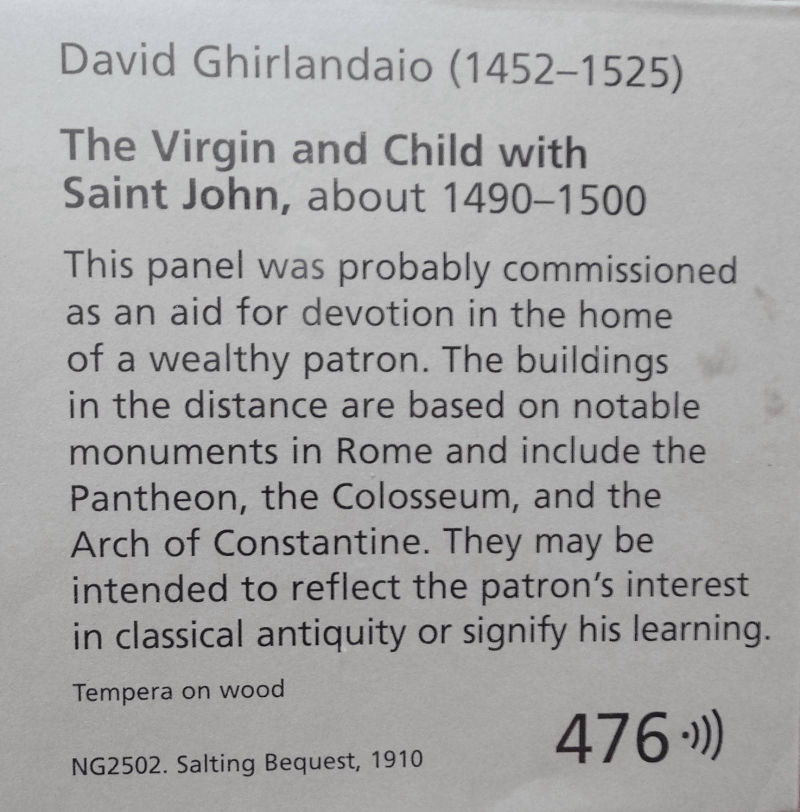 David Ghirlandaio (1452–1525)
The Virgin and Child with
Saint John, about 1490–1500
This panel was probably commissioned
as an aid for devotion in the home
of a wealthy patron. The buildings
in the distance are based on notable
monuments in Rome and include the
Pantheon, the Colosseum, and the
Arch of Constantine. They may be
intended to reflect the patron’s interest
in classical antiquity or signify his learning.
Tempera on wood
476
NG2502. Salting Bequest, 1910